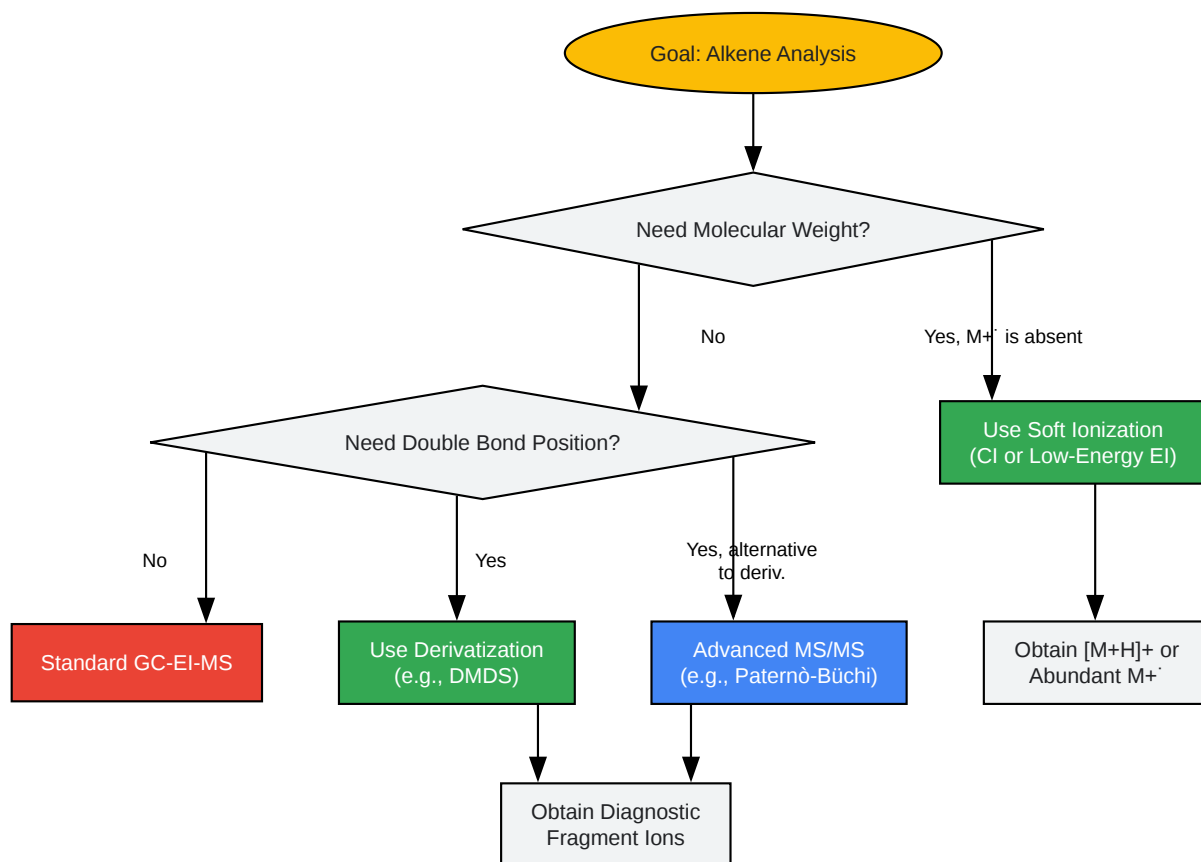 Goal: Alkene Analysis
Need Molecular Weight?
No
Yes, M+˙ is absent
Need Double Bond Position?
Use Soft Ionization
(CI or Low-Energy EI)
No
Yes
Yes, alternative
to deriv.
Standard GC-EI-MS
Use Derivatization
(e.g., DMDS)
Advanced MS/MS
(e.g., Paternò-Büchi)
Obtain [M+H]+ or
Abundant M+˙
Obtain Diagnostic
Fragment Ions